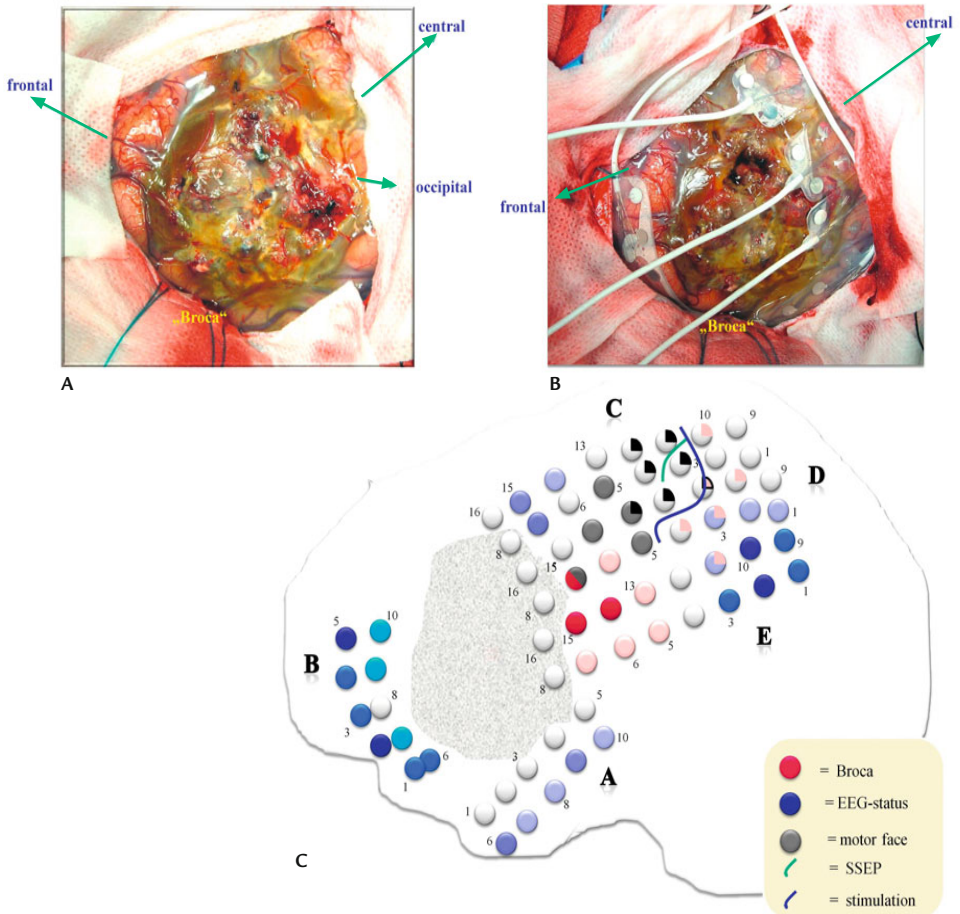 central
frontal
occipital
„Broca“
A
central
frontal
„Broca“
B
C
10
9
13
3
1
5
9
D
15
6
16
8
15
5
3
1
9
5
10
16
13
10
1
B
8
15
3
E
16
6
5
8
8
5
3
10
6
3
A
1
1
8
6
C
= Broca
=EEG-status
= motor face
= SSEP
= stimulation